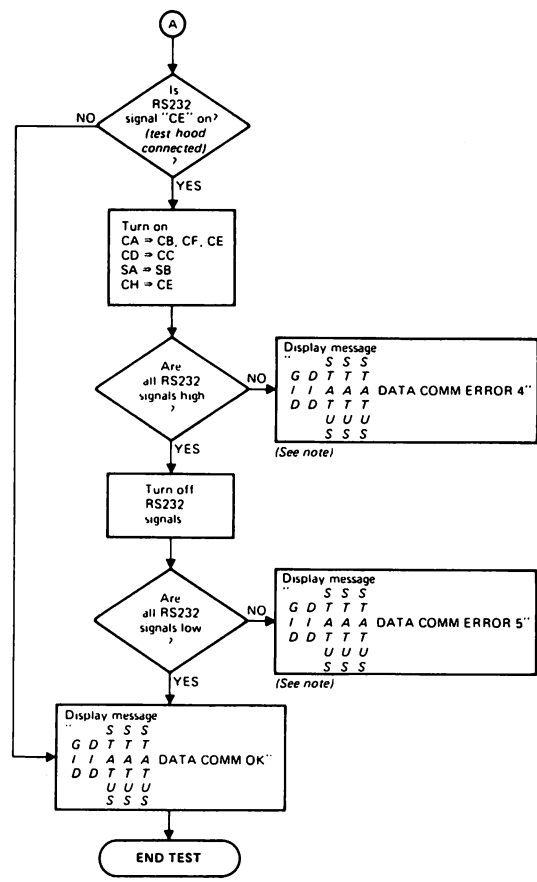 A
Is
RS232
signal "CE" on?
(test hood
connected)
?
NO
YES
Turn on
CA ⇒ CB, CF, CE
CD ⇒ CC
SA ⇒ SB
CH ⇒ CE
Are
all RS232
signals high
?
NO
YES
Display message
" S S S
G D T T T
I I A A A DATA COMM ERROR 4"
D D T T T
U U U
S S S
(See note)
Turn off
RS232
signals
Are
all RS232
signals low
?
NO
YES
Display message
" S S S
G D T T T
I I A A A DATA COMM ERROR 5"
D D T T T
U U U
S S S
(See note)
Display message
" S S S
G D T T T
I I A A A DATA COMM OK"
D D T T T
U U U
S S S
END TEST